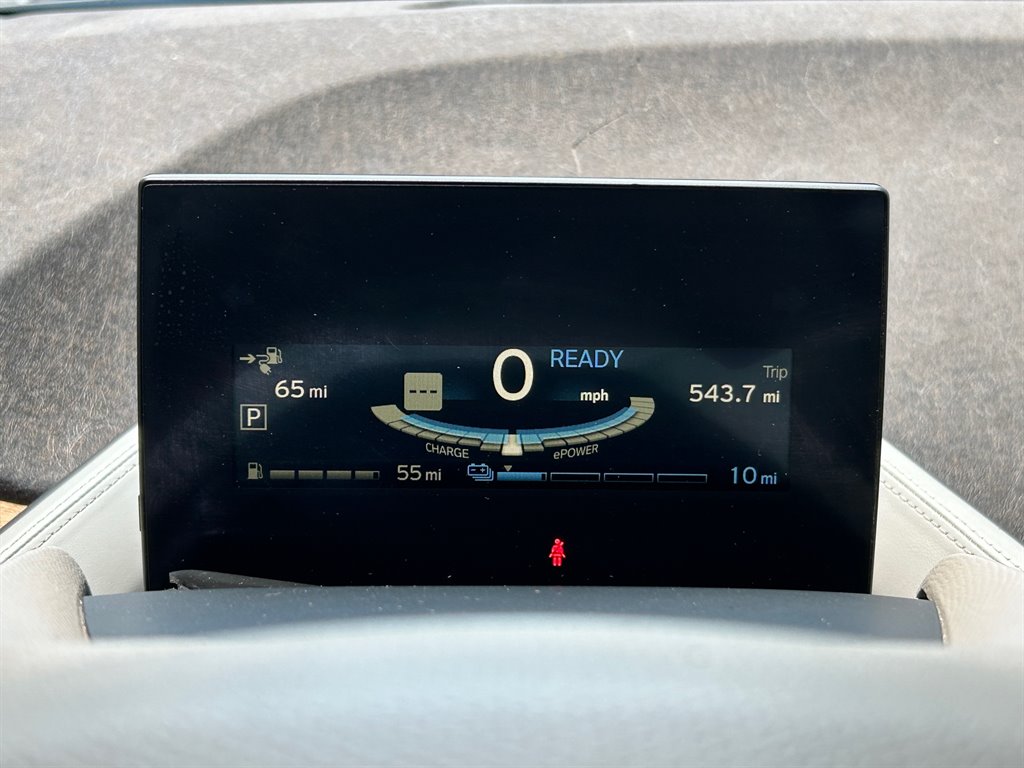 0 READY
65 mi
---
mph
Trip
543.7 mi
P
CHARGE
ePOWER
55 mi
10 mi